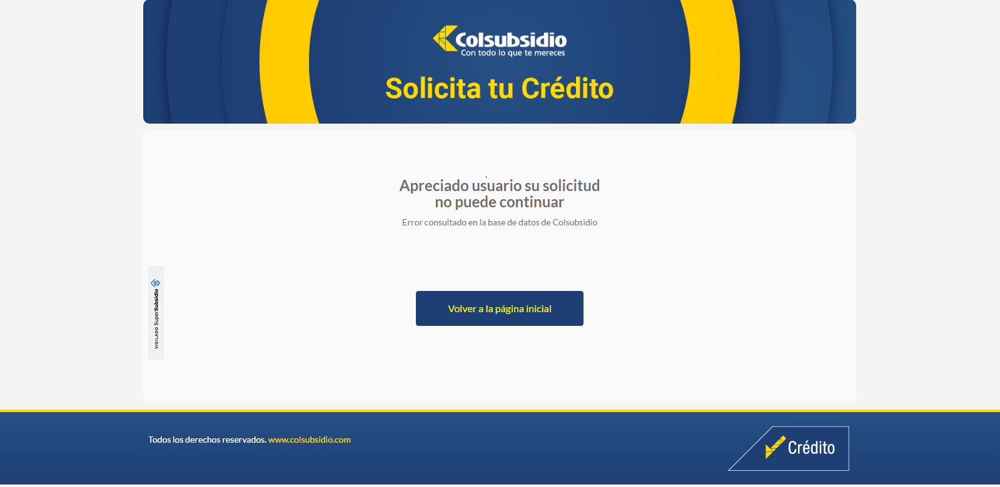 Colsubsidio
Con todo lo que te mereces
Solicita tu Crédito
.
Apreciado usuario su solicitud
no puede continuar
Error consultado en la base de datos de Colsubsidio
VIGILADO SuperSubsidio
Volver a la página inicial
Todos los derechos reservados. www.colsubsidio.com
Crédito